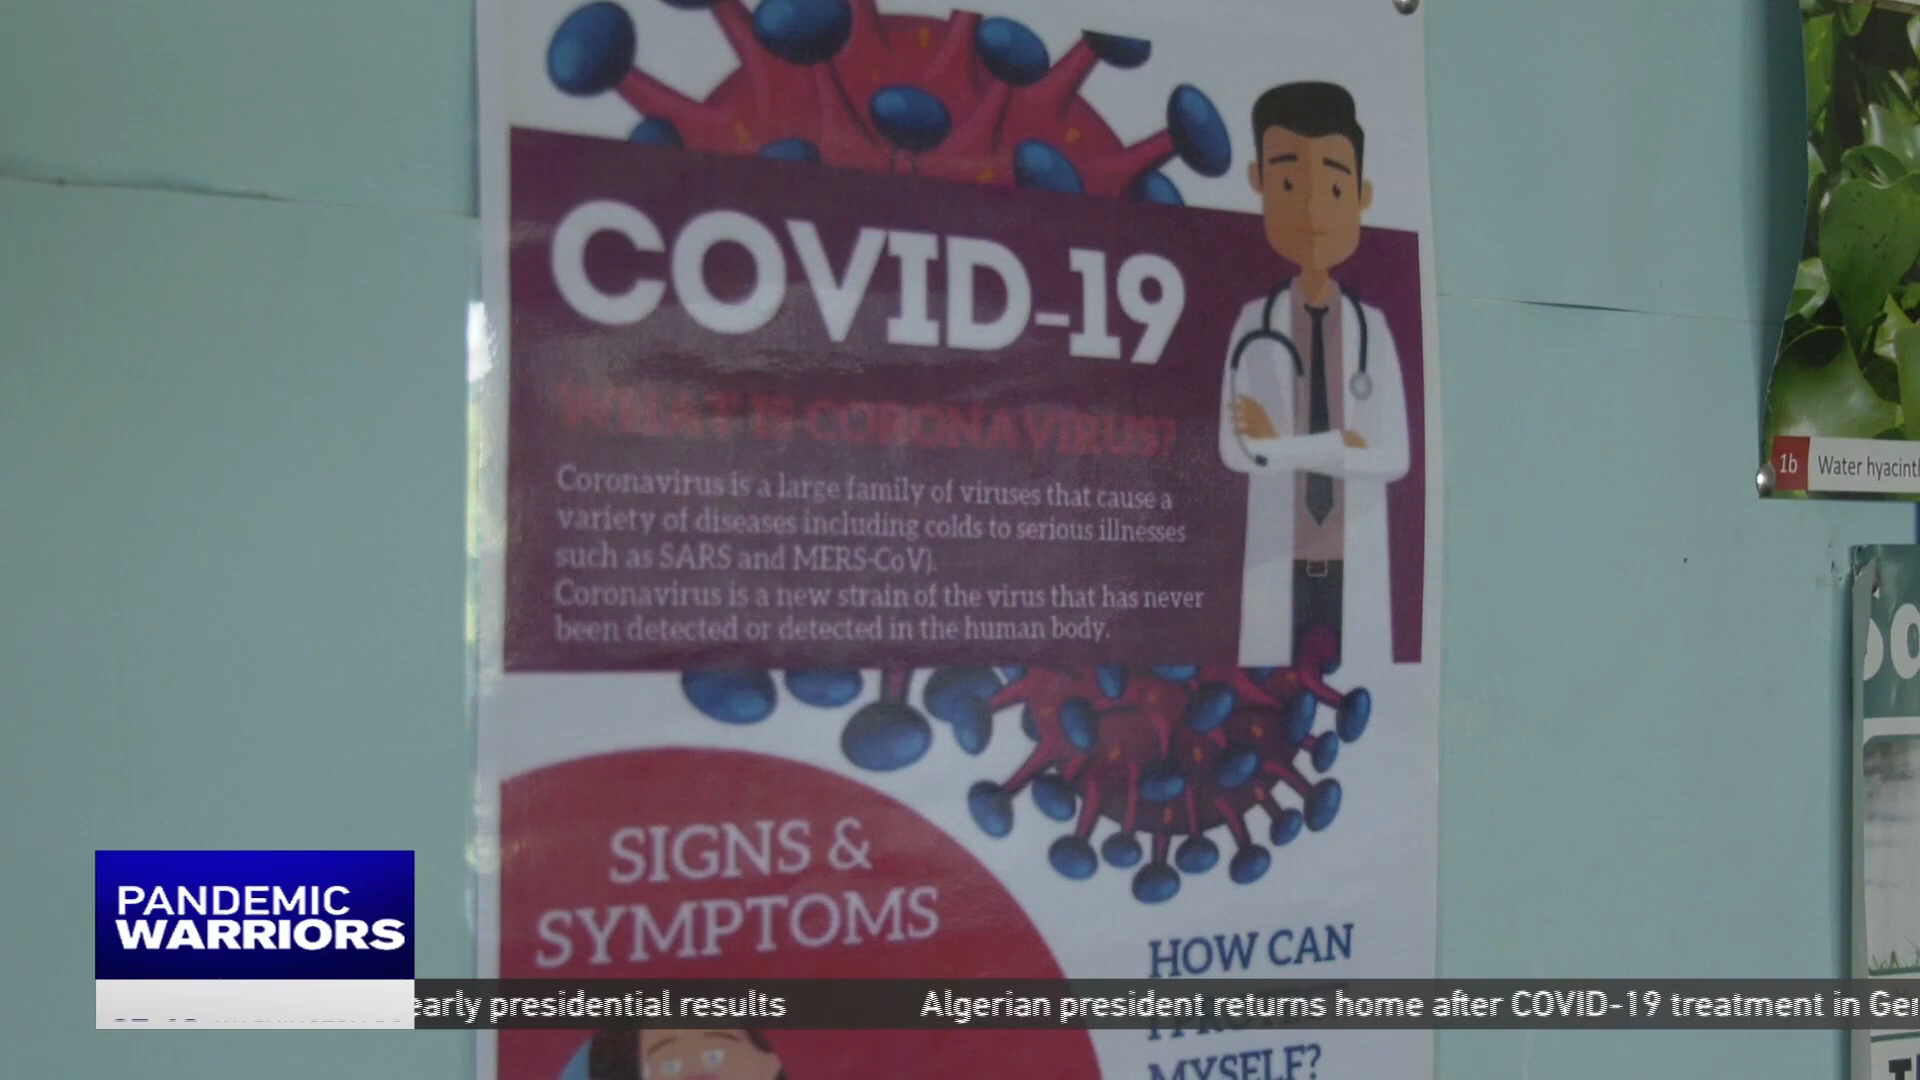 COVID-19
WHAT IS CORONAVIRUS?
Coronavirus is a large family of viruses that cause a
variety of diseases including colds to serious illnesses
such as SARS and MERS-CoV).
Coronavirus is a new strain of the virus that has never
been detected or detected in the human body.
1b Water hyacint
SIGNS &
SYMPTOMS
HOW CAN
MYSELF?
PANDEMIC
WARRIORS
early presidential results Algerian president returns home after COVID-19 treatment in Ger